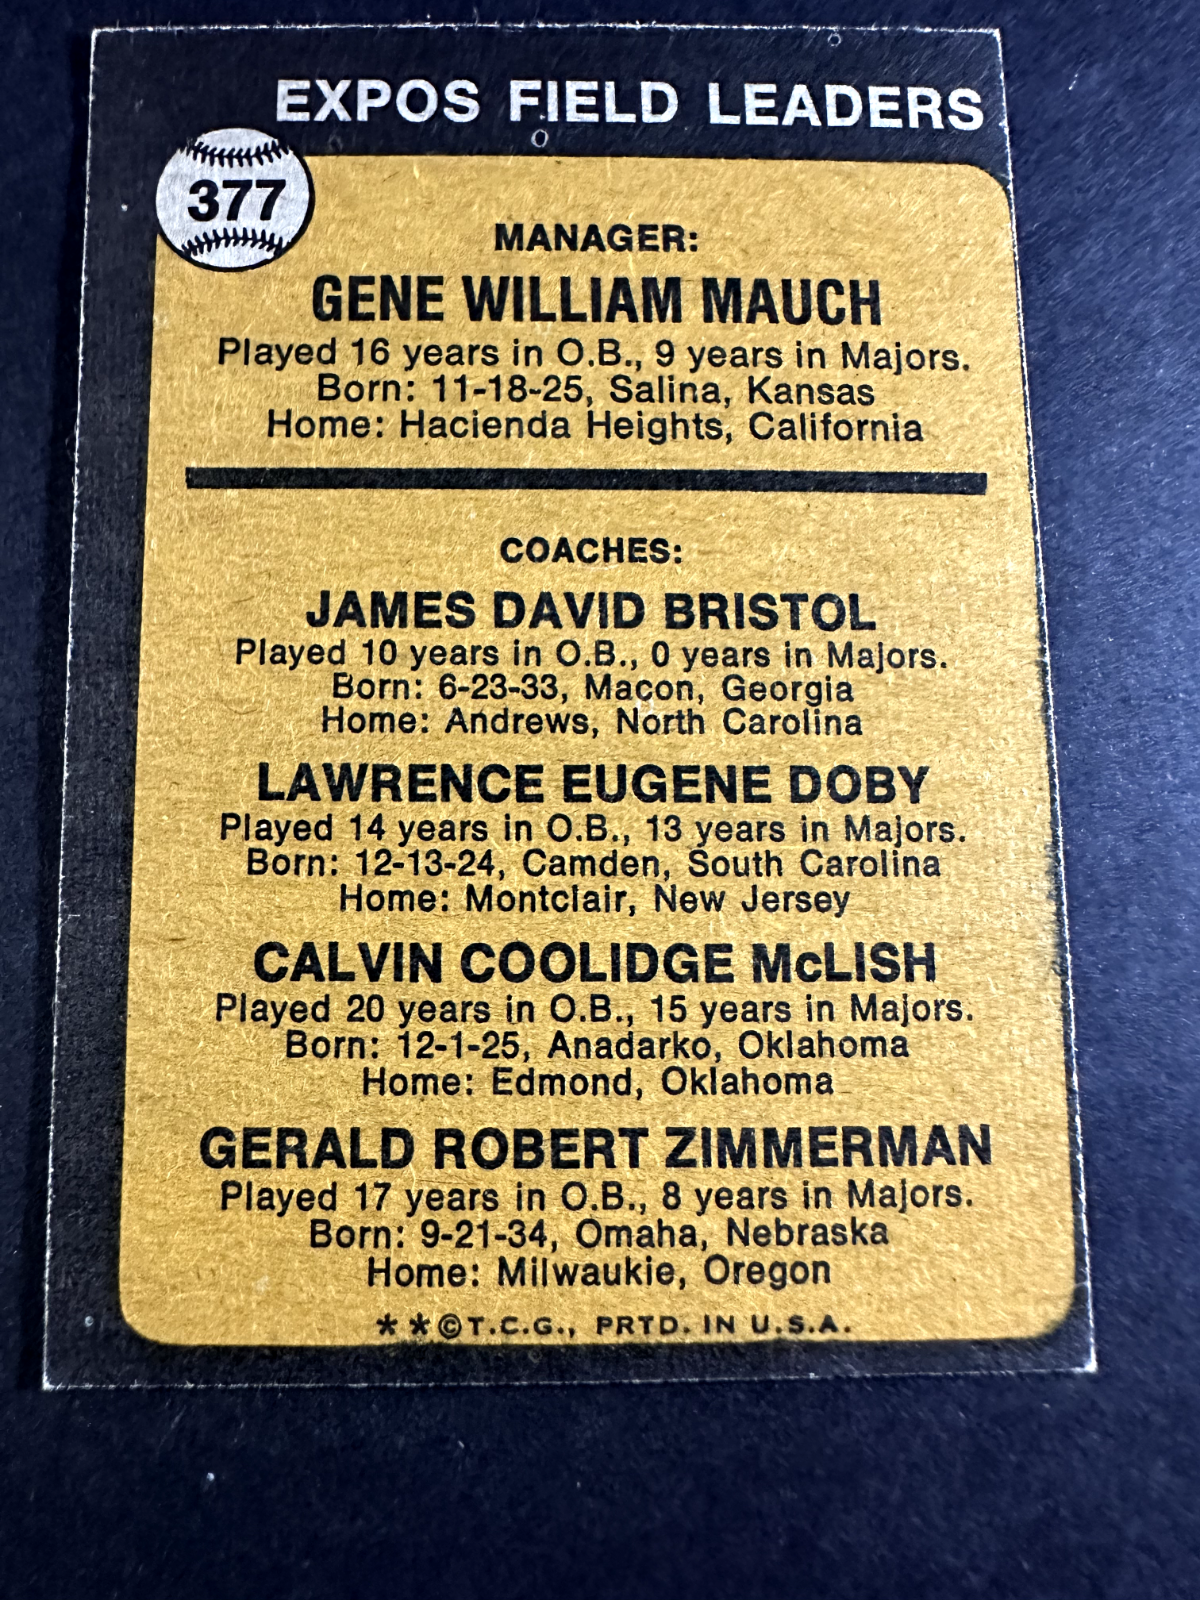 EXPOS FIELD LEADERS
377
MANAGER:
GENE WILLIAM MAUCH
Played 16 years in O.B., 9 years in Majors.
Born: 11-18-25, Salina, Kansas
Home: Hacienda Heights, California
COACHES:
JAMES DAVID BRISTOL
Played 10 years in O.B., 0 years in Majors.
Born: 6-23-33, Macon, Georgia
Home: Andrews, North Carolina
LAWRENCE EUGENE DOBY
Played 14 years in O.B., 13 years in Majors.
Born: 12-13-24, Camden, South Carolina
Home: Montclair, New Jersey
CALVIN COOLIDGE McLISH
Played 20 years in O.B., 15 years in Majors.
Born: 12-1-25, Anadarko, Oklahoma
Home: Edmond, Oklahoma
GERALD ROBERT ZIMMERMAN
Played 17 years in O.B., 8 years in Majors.
Born: 9-21-34, Omaha, Nebraska
Home: Milwaukie, Oregon
* * © T.C.G., PRTD. IN U.S.A.